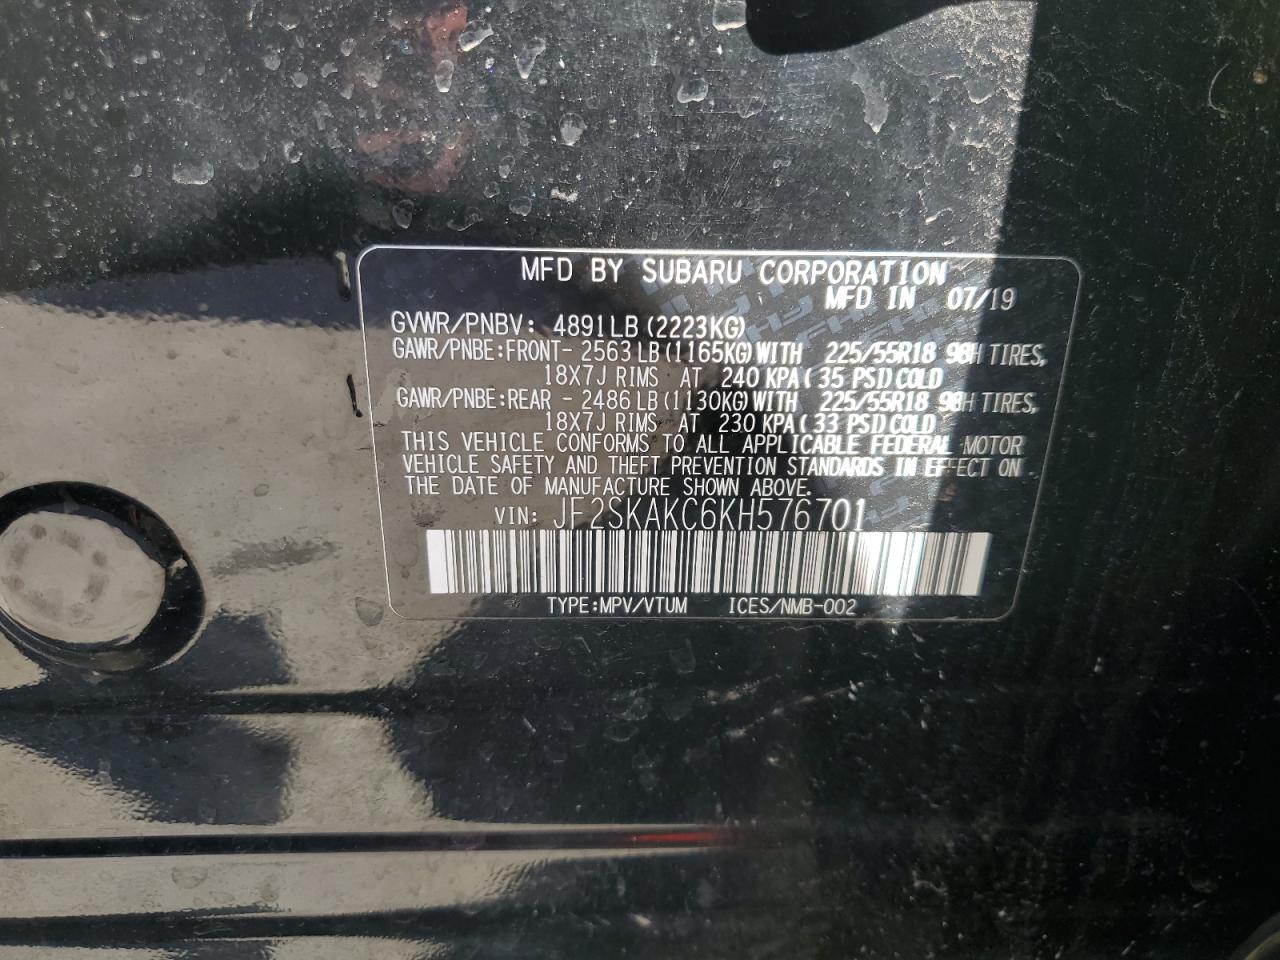 MFD BY SUBARU CORPORATION
MFD IN 07/19
GVWR/PNBV: 4891LB (2223KG)
GAWR/PNBE:FRONT- 2563LB (1165KG) WITH 225/55R18 98H TIRES,
18X7J RIMS AT 240 KPA ( 35 PSI) COLD
GAWR/PNBE:REAR - 2486LB (1130KG) WITH 225/55R18 98H TIRES,
18X7J RIMS AT 230 KPA ( 33 PSI) COLD
THIS VEHICLE CONFORMS TO ALL APPLICABLE FEDERAL MOTOR
VEHICLE SAFETY AND THEFT PREVENTION STANDARDS IN EFFECT ON
THE DATE OF MANUFACTURE SHOWN ABOVE.
VIN: JF2SKAKC6KH576701
TYPE:MPV/VTUM ICES/NMB-002